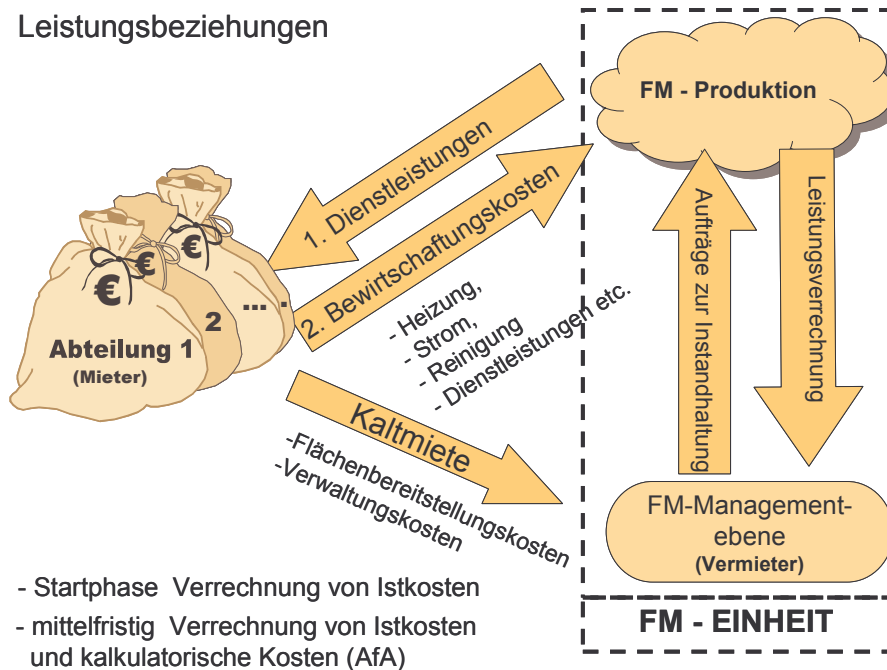 Leistungsbeziehungen
FM - Produktion
1. Dienstleistungen
2. Bewirtschaftungskosten
- Heizung,
- Strom,
- Reinigung
- Dienstleistungen etc.
Aufträge zur Instandhaltung
Leistungsverrechnung
€
€
€
Abteilung 1
(Mieter)
2
... .
Kaltmiete
-Flächenbereitstellungskosten
-Verwaltungskosten
FM-Management-
ebene
(Vermieter)
FM - EINHEIT
- Startphase Verrechnung von Istkosten
- mittelfristig Verrechnung von Istkosten
und kalkulatorische Kosten (AfA)